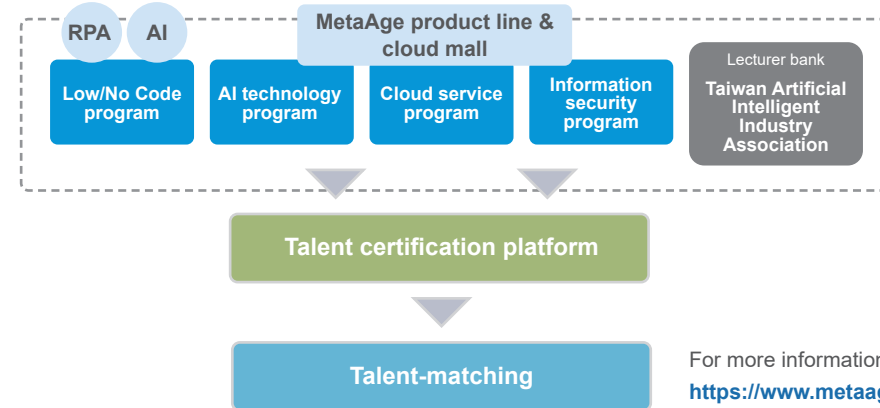 RPA
AI
MetaAge product line &
cloud mall
Low/No Code
program
AI technology
program
Cloud service
program
Information
security
program
Lecturer bank
Taiwan Artificial
Intelligent
Industry
Association
Talent certification platform
Talent-matching
For more information
https://www.metaag